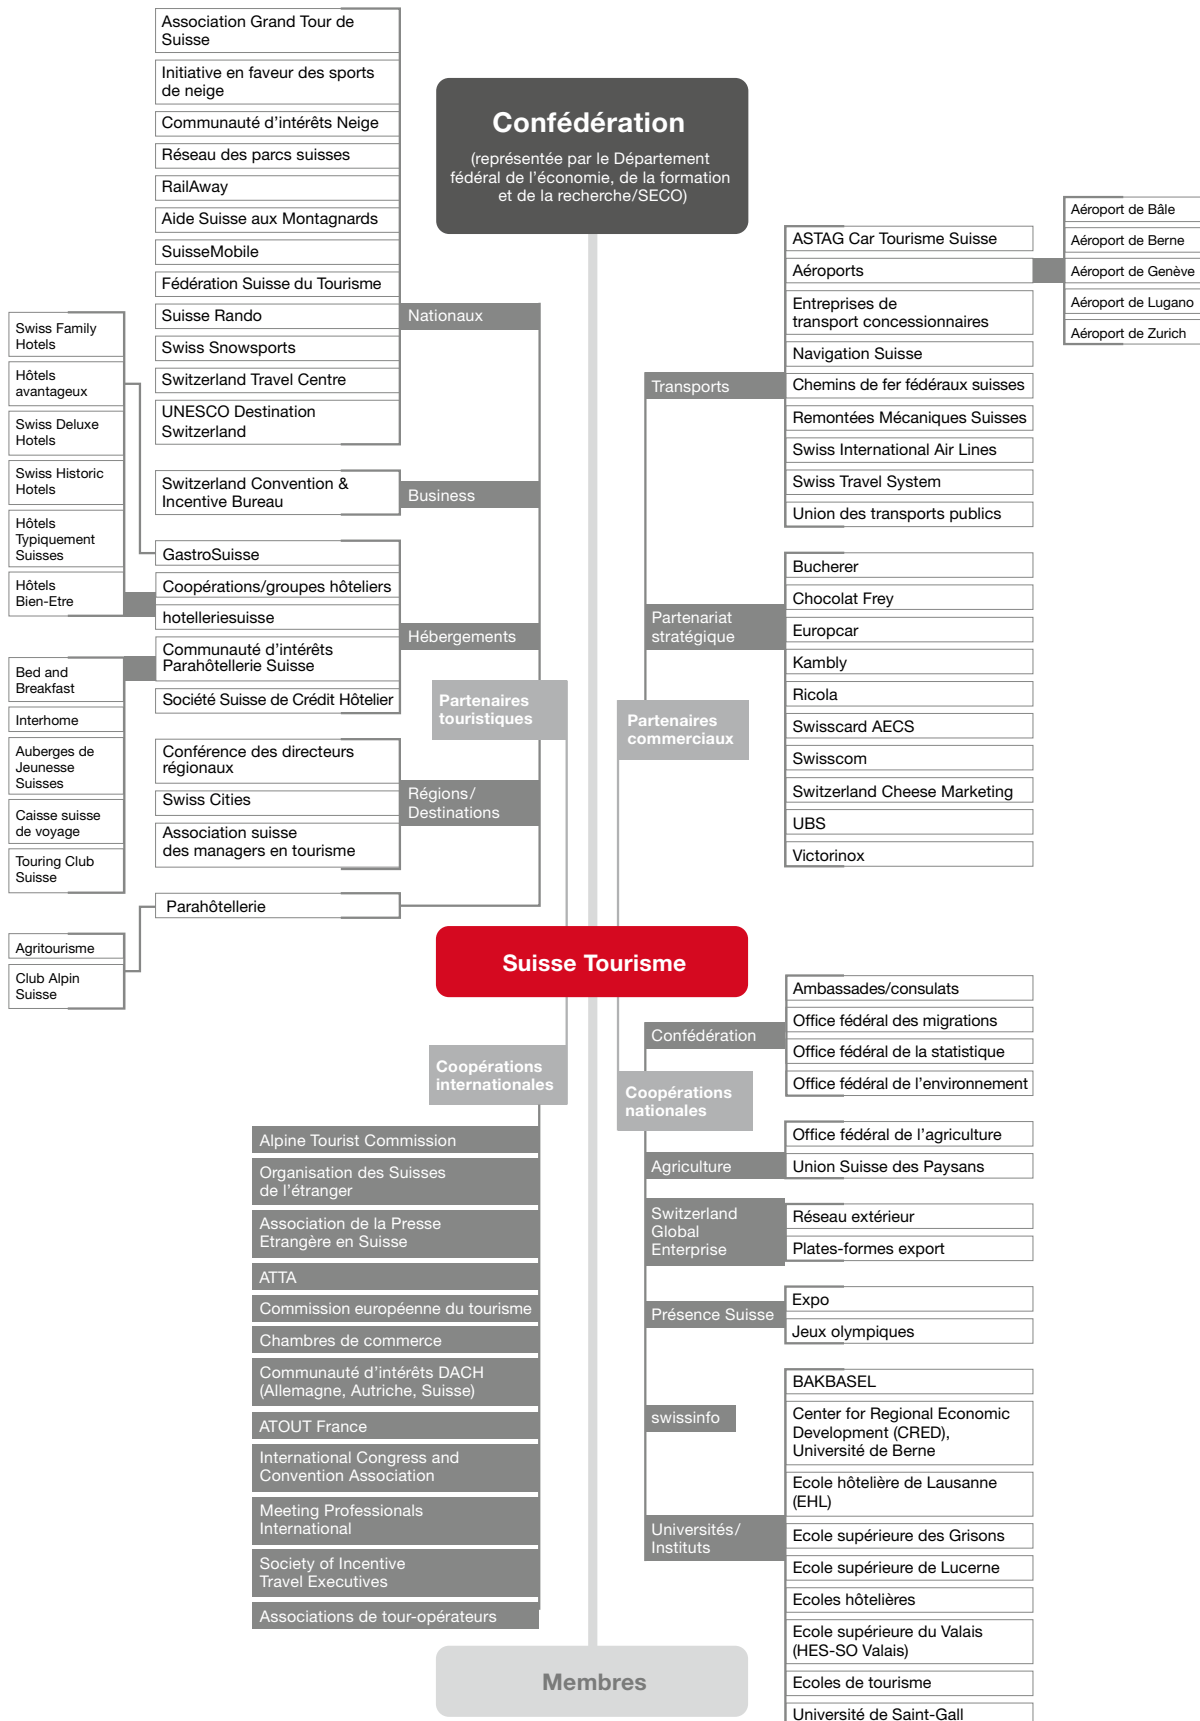 Association Grand Tour de
Suisse
Initiative en faveur des sports
de neige
Communauté d’intérêts Neige
Réseau des parcs suisses
RailAway
Aide Suisse aux Montagnards
SuisseMobile
Fédération Suisse du Tourisme
Suisse Rando
Swiss Snowsports
Switzerland Travel Centre
UNESCO Destination
Switzerland
Nationaux
Switzerland Convention &
Incentive Bureau
Business
GastroSuisse
Coopérations/groupes hôteliers
hotelleriesuisse
Communauté d’intérêts
Parahôtellerie Suisse
Société Suisse de Crédit Hôtelier
Hébergements
Swiss Family
Hotels
Hôtels
avantageux
Swiss Deluxe
Hotels
Swiss Historic
Hotels
Hôtels
Typiquement
Suisses
Hôtels
Bien-Etre
Bed and
Breakfast
Interhome
Auberges de
Jeunesse
Suisses
Caisse suisse
de voyage
Touring Club
Suisse
Conférence des directeurs
régionaux
Swiss Cities
Association suisse
des managers en tourisme
Régions/
Destinations
Parahôtellerie
Agritourisme
Club Alpin
Suisse
Partenaires
touristiques
Confédération
(représentée par le Département
fédéral de l’économie, de la formation
et de la recherche/SECO)
ASTAG Car Tourisme Suisse
Aéroports
Entreprises de
transport concessionnaires
Navigation Suisse
Chemins de fer fédéraux suisses
Remontées Mécaniques Suisses
Swiss International Air Lines
Swiss Travel System
Union des transports publics
Transports
Aéroport de Bâle
Aéroport de Berne
Aéroport de Genève
Aéroport de Lugano
Aéroport de Zurich
Bucherer
Chocolat Frey
Europcar
Kambly
Ricola
Swisscard AECS
Swisscom
Switzerland Cheese Marketing
UBS
Victorinox
Partenariat
stratégique
Partenaires
commerciaux
Suisse Tourisme
Coopérations
internationales
Alpine Tourist Commission
Organisation des Suisses
de l’étranger
Association de la Presse
Etrangère en Suisse
ATTA
Commission européenne du tourisme
Chambres de commerce
Communauté d’intérêts DACH
(Allemagne, Autriche, Suisse)
ATOUT France
International Congress and
Convention Association
Meeting Professionals
International
Society of Incentive
Travel Executives
Associations de tour-opérateurs
Coopérations
nationales
Confédération
Ambassades/consulats
Office fédéral des migrations
Office fédéral de la statistique
Office fédéral de l’environnement
Agriculture
Office fédéral de l’agriculture
Union Suisse des Paysans
Switzerland
Global
Enterprise
Réseau extérieur
Plates-formes export
Présence Suisse
Expo
Jeux olympiques
swissinfo
Universités/
Instituts
BAKBASEL
Center for Regional Economic
Development (CRED),
Université de Berne
Ecole hôtelière de Lausanne
(EHL)
Ecole supérieure des Grisons
Ecole supérieure de Lucerne
Ecoles hôtelières
Ecole supérieure du Valais
(HES-SO Valais)
Ecoles de tourisme
Université de Saint-Gall
Membres